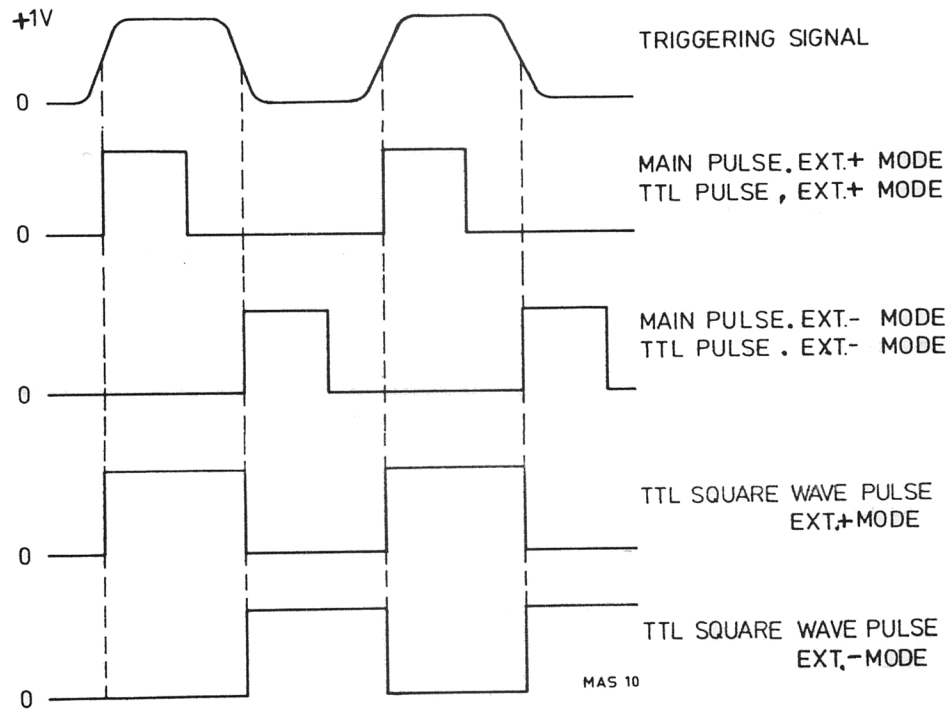 +1V
TRIGGERING SIGNAL
0
MAIN PULSE. EXT.+ MODE
TTL PULSE, EXT.+ MODE
0
MAIN PULSE. EXT.- MODE
TTL PULSE. EXT.- MODE
0
TTL SQUARE WAVE PULSE
EXT.+MODE
0
TTL SQUARE WAVE PULSE
EXT.-MODE
MAS 10
0